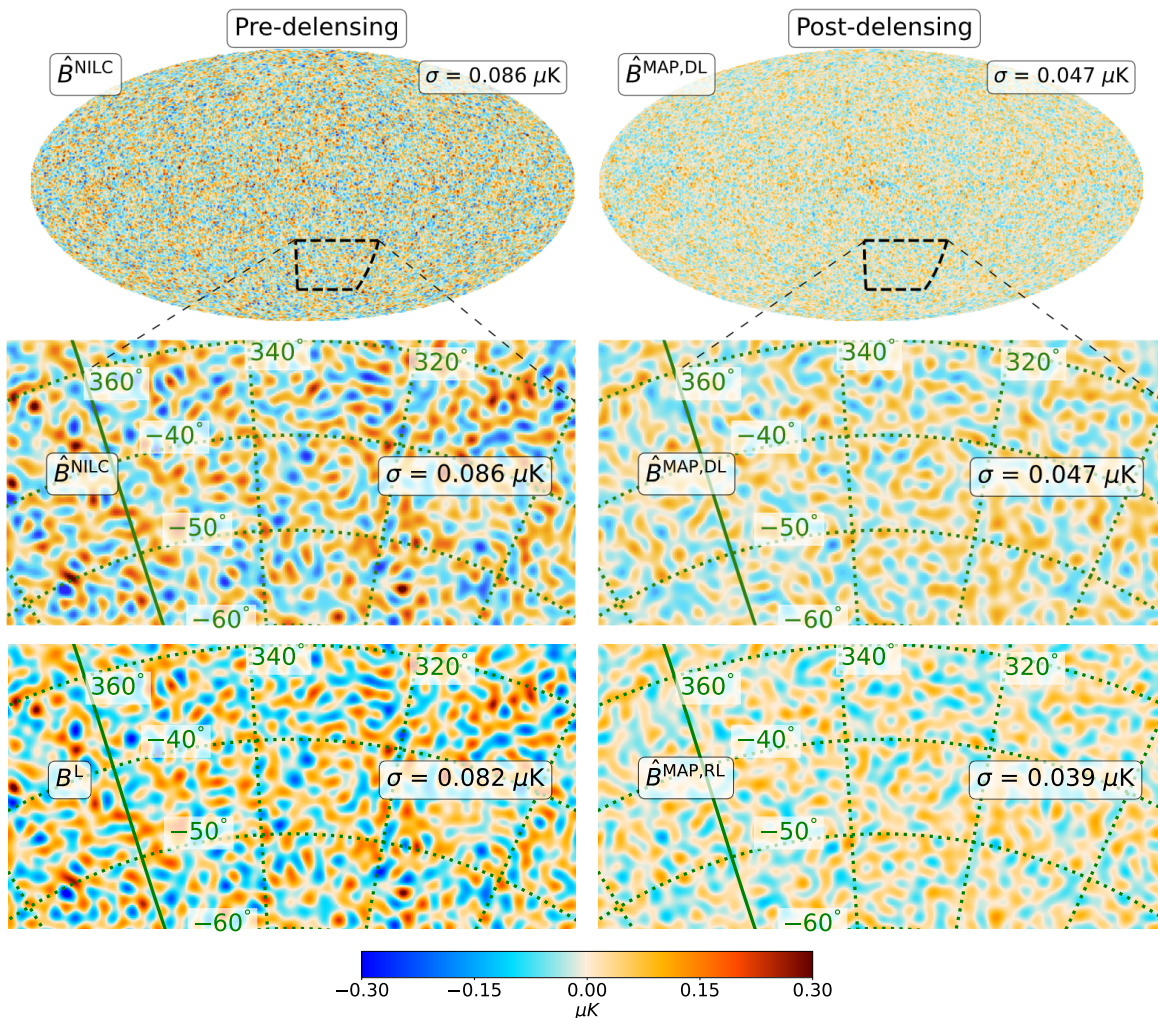 Pre-delensing
Post-delensing
B̂^NILC
σ = 0.086 μK
B̂^MAP,DL
σ = 0.047 μK
340°
320°
360°
−40°
B̂^NILC
σ = 0.086 μK
−50°
−60°
340°
320°
360°
−40°
B̂^MAP,DL
σ = 0.047 μK
−50°
−60°
340°
320°
360°
−40°
B^L
σ = 0.082 μK
−50°
−60°
340°
320°
360°
−40°
B̂^MAP,RL
σ = 0.039 μK
−50°
−60°
−0.30 −0.15 0.00 0.15 0.30
μK